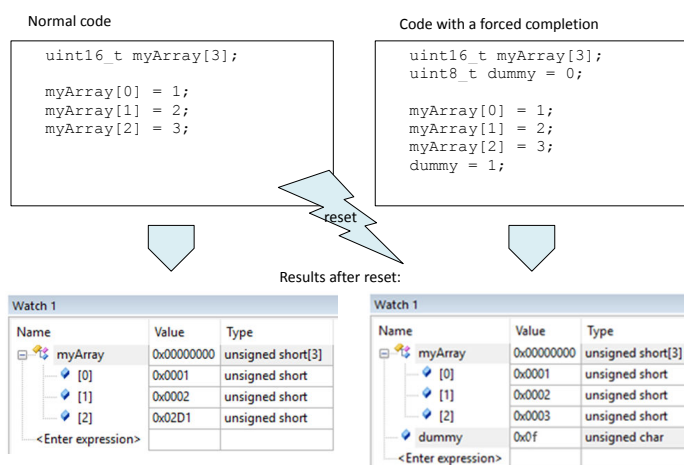 Normal code
uint16_t myArray[3];
myArray[0] = 1;
myArray[1] = 2;
myArray[2] = 3;
Code with a forced completion
uint16_t myArray[3];
uint8_t dummy = 0;
myArray[0] = 1;
myArray[1] = 2;
myArray[2] = 3;
dummy = 1;
reset
Results after reset:
Watch 1
Name Value Type
myArray 0x00000000 unsigned short[3]
[0] 0x0001 unsigned short
[1] 0x0002 unsigned short
[2] 0x02D1 unsigned short
<Enter expression>
Watch 1
Name Value Type
myArray 0x00000000 unsigned short[3]
[0] 0x0001 unsigned short
[1] 0x0002 unsigned short
[2] 0x0003 unsigned short
dummy 0x0f unsigned char
<Enter expression>